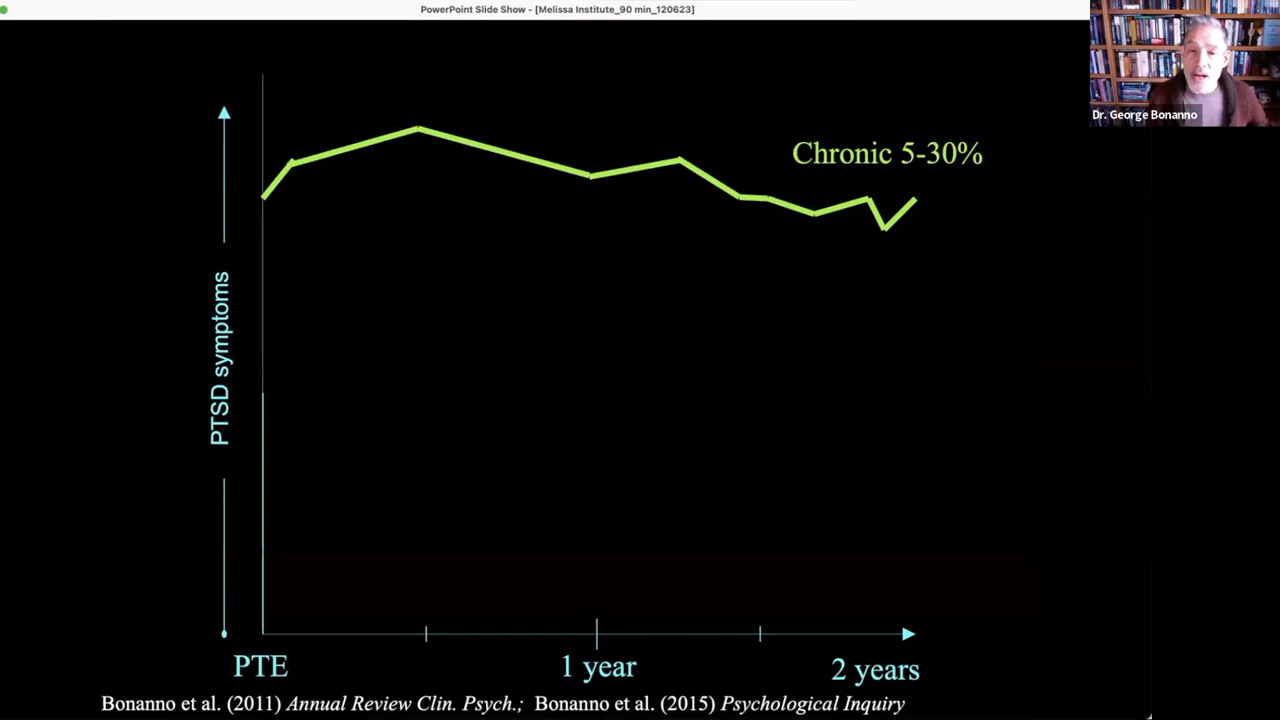 PowerPoint Slide Show - [Melissa Institute_90 min_120623]
Dr. George Bonanno
Chronic 5-30%
PTSD symptoms
PTE
1 year
2 years
Bonanno et al. (2011) Annual Review Clin. Psych.; Bonanno et al. (2015) Psychological Inquiry